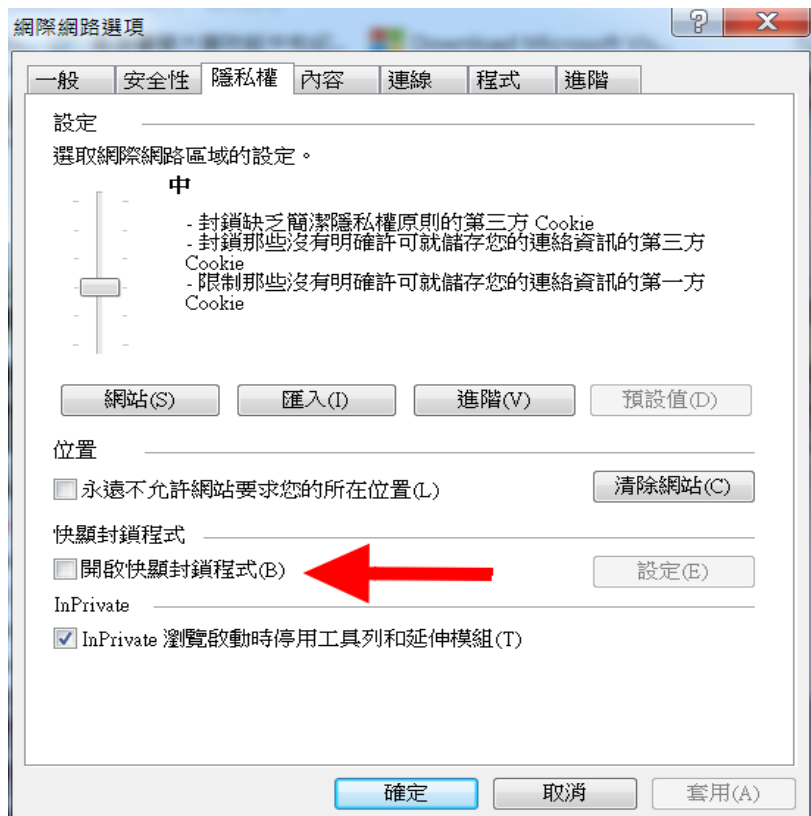 網際網路選項
一般 安全性 隱私權 內容 連線 程式 進階
設定
選取網際網路區域的設定。
中
- 封鎖缺乏簡潔隱私權原則的第三方 Cookie
- 封鎖那些沒有明確許可就儲存您的連絡資訊的第三方
Cookie
- 限制那些沒有明確許可就儲存您的連絡資訊的第一方
Cookie
網站(S) 匯入(I) 進階(V) 預設值(D)
位置
永遠不允許網站要求您的所在位置(L) 清除網站(C)
快顯封鎖程式
開啟快顯封鎖程式(B) 設定(E)
InPrivate
InPrivate 瀏覽啟動時停用工具列和延伸模組(T)
確定 取消 套用(A)